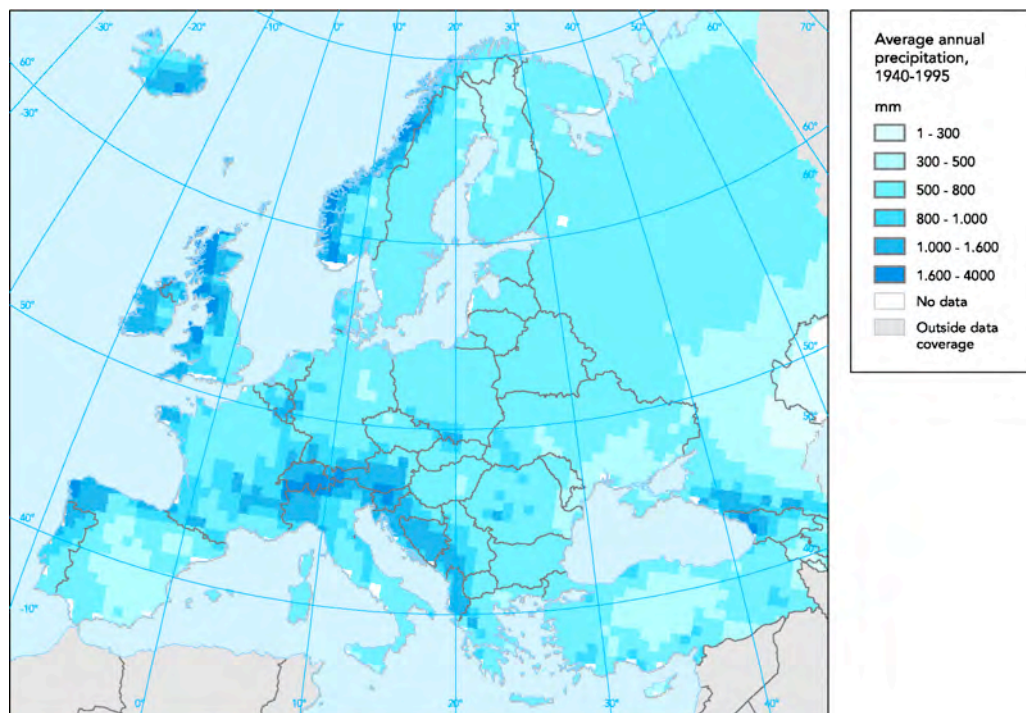 -30°
-20°
-10°
0°
10°
20°
30°
40°
50°
60°
70°
60°
-30°
50°
40°
-10°
60°
60°
50°
50°
40°
0°
10°
20°
30°
40°
Average annual
precipitation,
1940-1995
mm
1 - 300
300 - 500
500 - 800
800 - 1.000
1.000 - 1.600
1.600 - 4000
No data
Outside data
coverage